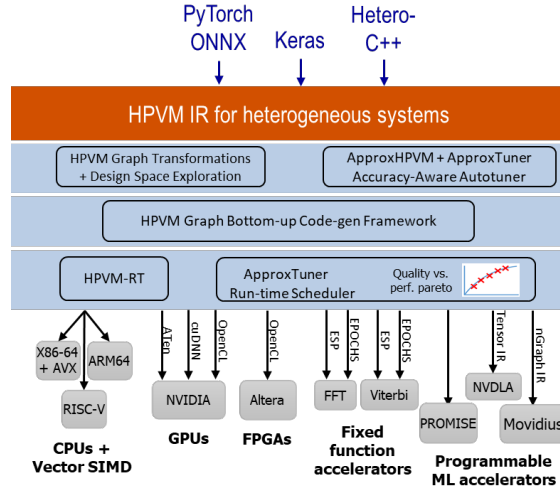 PyTorch
ONNX
Keras
Hetero-
C++
HPVM IR for heterogeneous systems
HPVM Graph Transformations
+ Design Space Exploration
ApproxHPVM + ApproxTuner
Accuracy-Aware Autotuner
HPVM Graph Bottom-up Code-gen Framework
HPVM-RT
ApproxTuner
Run-time Scheduler
Quality vs.
perf. pareto
ATen
cuDNN
OpenCL
OpenCL
ESP
EPOCHS
ESP
EPOCHS
Tensor IR
nGraph IR
X86-64
+ AVX
ARM64
RISC-V
NVIDIA
Altera
FFT
Viterbi
NVDLA
PROMISE
Movidius
CPUs +
Vector SIMD
GPUs
FPGAs
Fixed
function
accelerators
Programmable
ML accelerators